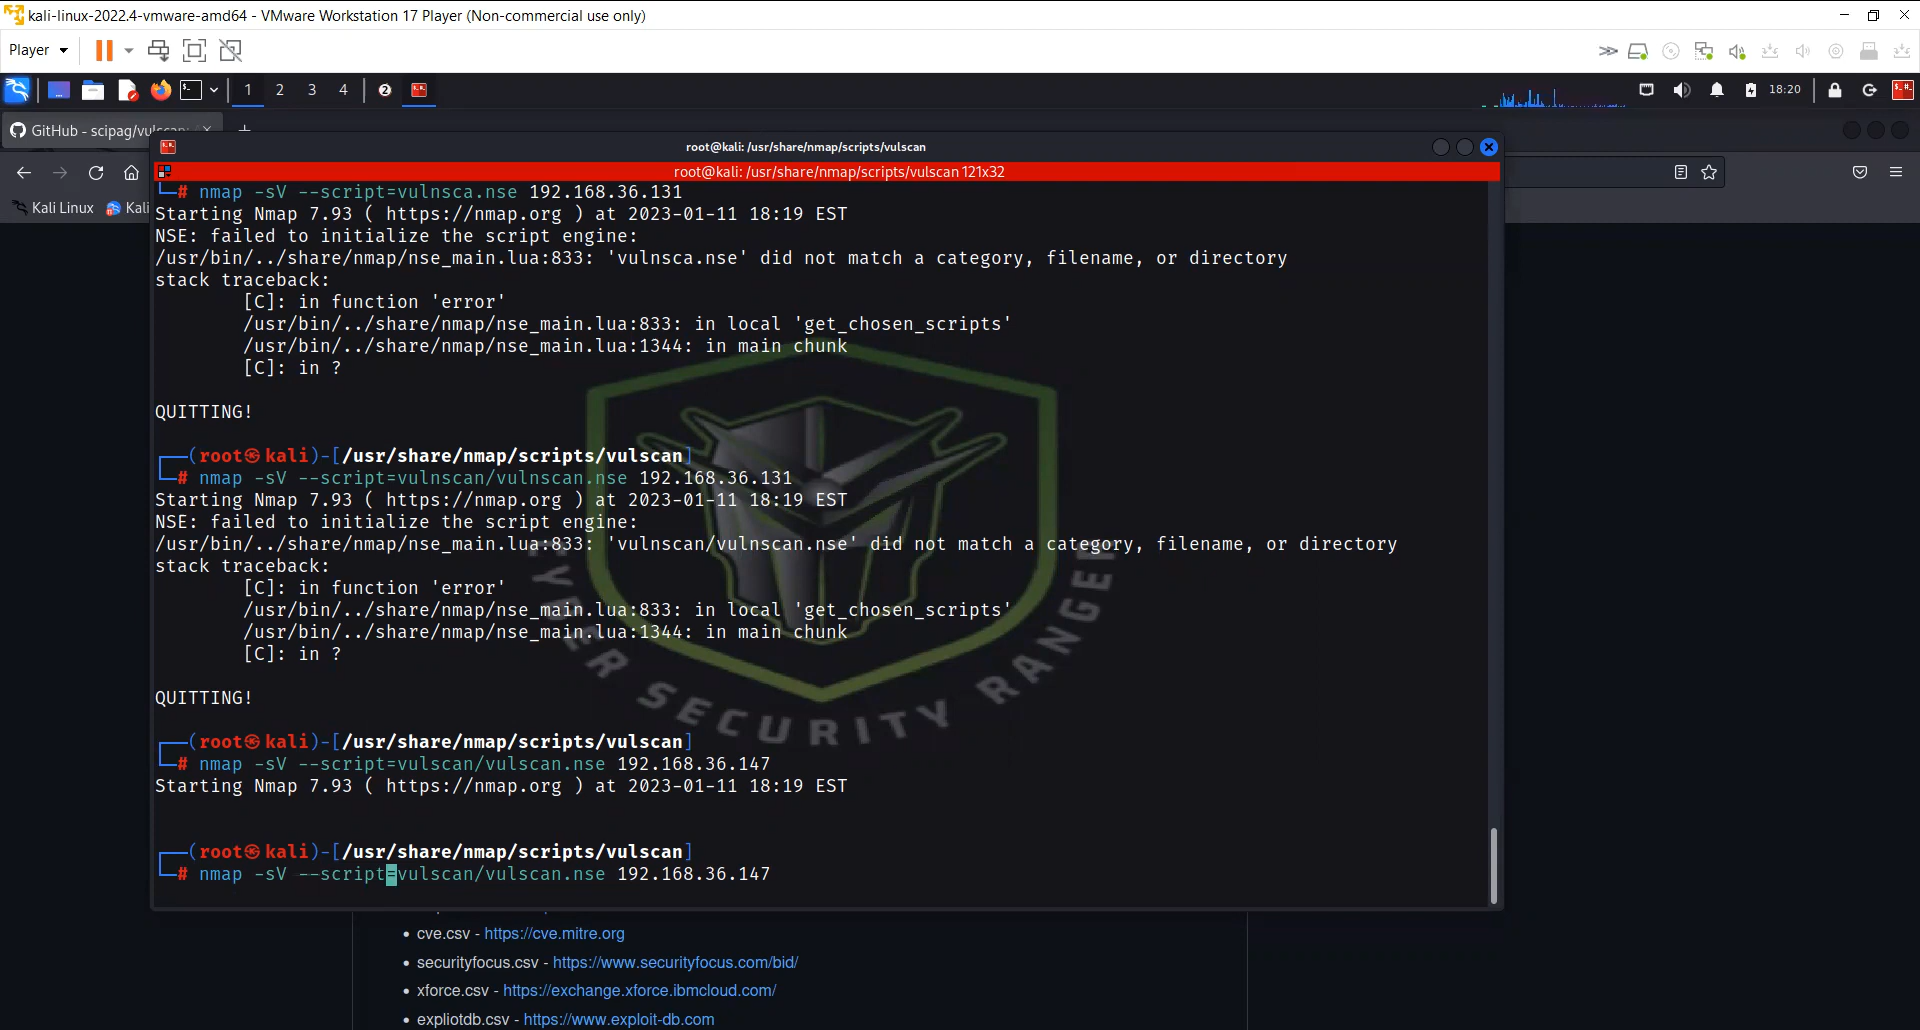 kali-linux-2022.4-vmware-amd64 - VMware Workstation 17 Player (Non-commercial use only)
Player
1 2 3 4 2 18:20
GitHub - scipag/vulscan:
root@kali: /usr/share/nmap/scripts/vulscan
root@kali: /usr/share/nmap/scripts/vulscan 121x32
Kali Linux Kali
└─# nmap -sV --script=vulnsca.nse 192.168.36.131
Starting Nmap 7.93 ( https://nmap.org ) at 2023-01-11 18:19 EST
NSE: failed to initialize the script engine:
/usr/bin/../share/nmap/nse_main.lua:833: 'vulnsca.nse' did not match a category, filename, or directory
stack traceback:
[C]: in function 'error'
/usr/bin/../share/nmap/nse_main.lua:833: in local 'get_chosen_scripts'
/usr/bin/../share/nmap/nse_main.lua:1344: in main chunk
[C]: in ?
QUITTING!
┌──(root㉿kali)-[/usr/share/nmap/scripts/vulscan]
└─# nmap -sV --script=vulnscan/vulnscan.nse 192.168.36.131
Starting Nmap 7.93 ( https://nmap.org ) at 2023-01-11 18:19 EST
NSE: failed to initialize the script engine:
/usr/bin/../share/nmap/nse_main.lua:833: 'vulnscan/vulnscan.nse' did not match a category, filename, or directory
stack traceback:
[C]: in function 'error'
/usr/bin/../share/nmap/nse_main.lua:833: in local 'get_chosen_scripts'
/usr/bin/../share/nmap/nse_main.lua:1344: in main chunk
[C]: in ?
QUITTING!
CYBER SECURITY RANGER
┌──(root㉿kali)-[/usr/share/nmap/scripts/vulscan]
└─# nmap -sV --script=vulscan/vulscan.nse 192.168.36.147
Starting Nmap 7.93 ( https://nmap.org ) at 2023-01-11 18:19 EST
┌──(root㉿kali)-[/usr/share/nmap/scripts/vulscan]
└─# nmap -sV --script=vulscan/vulscan.nse 192.168.36.147
• cve.csv - https://cve.mitre.org
• securityfocus.csv - https://www.securityfocus.com/bid/
• xforce.csv - https://exchange.xforce.ibmcloud.com/
• expliotdb.csv - https://www.exploit-db.com